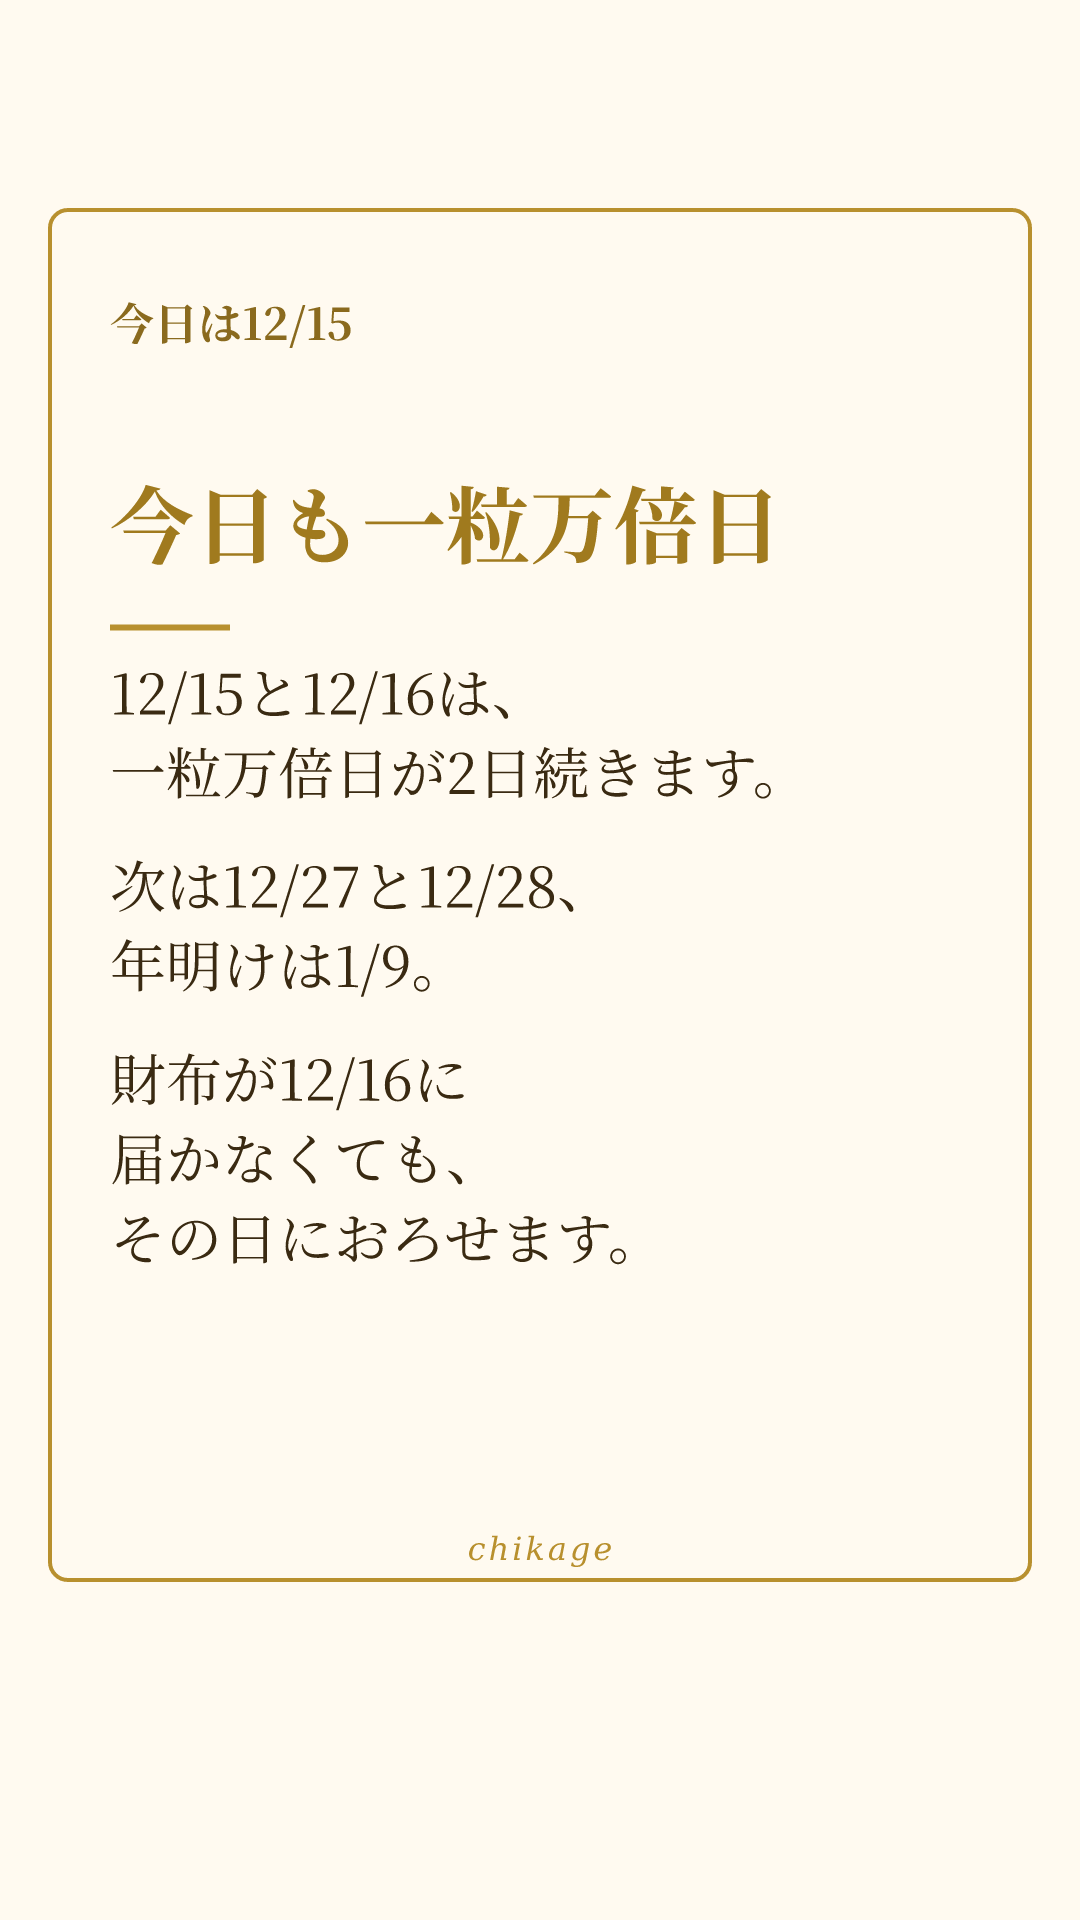 今日は12/15
今日も一粒万倍日
12/15と12/16は、
一粒万倍日が2日続きます。
次は12/27と12/28、
年明けは1/9。
財布が12/16に
届かなくても、
その日におろせます。
chikage